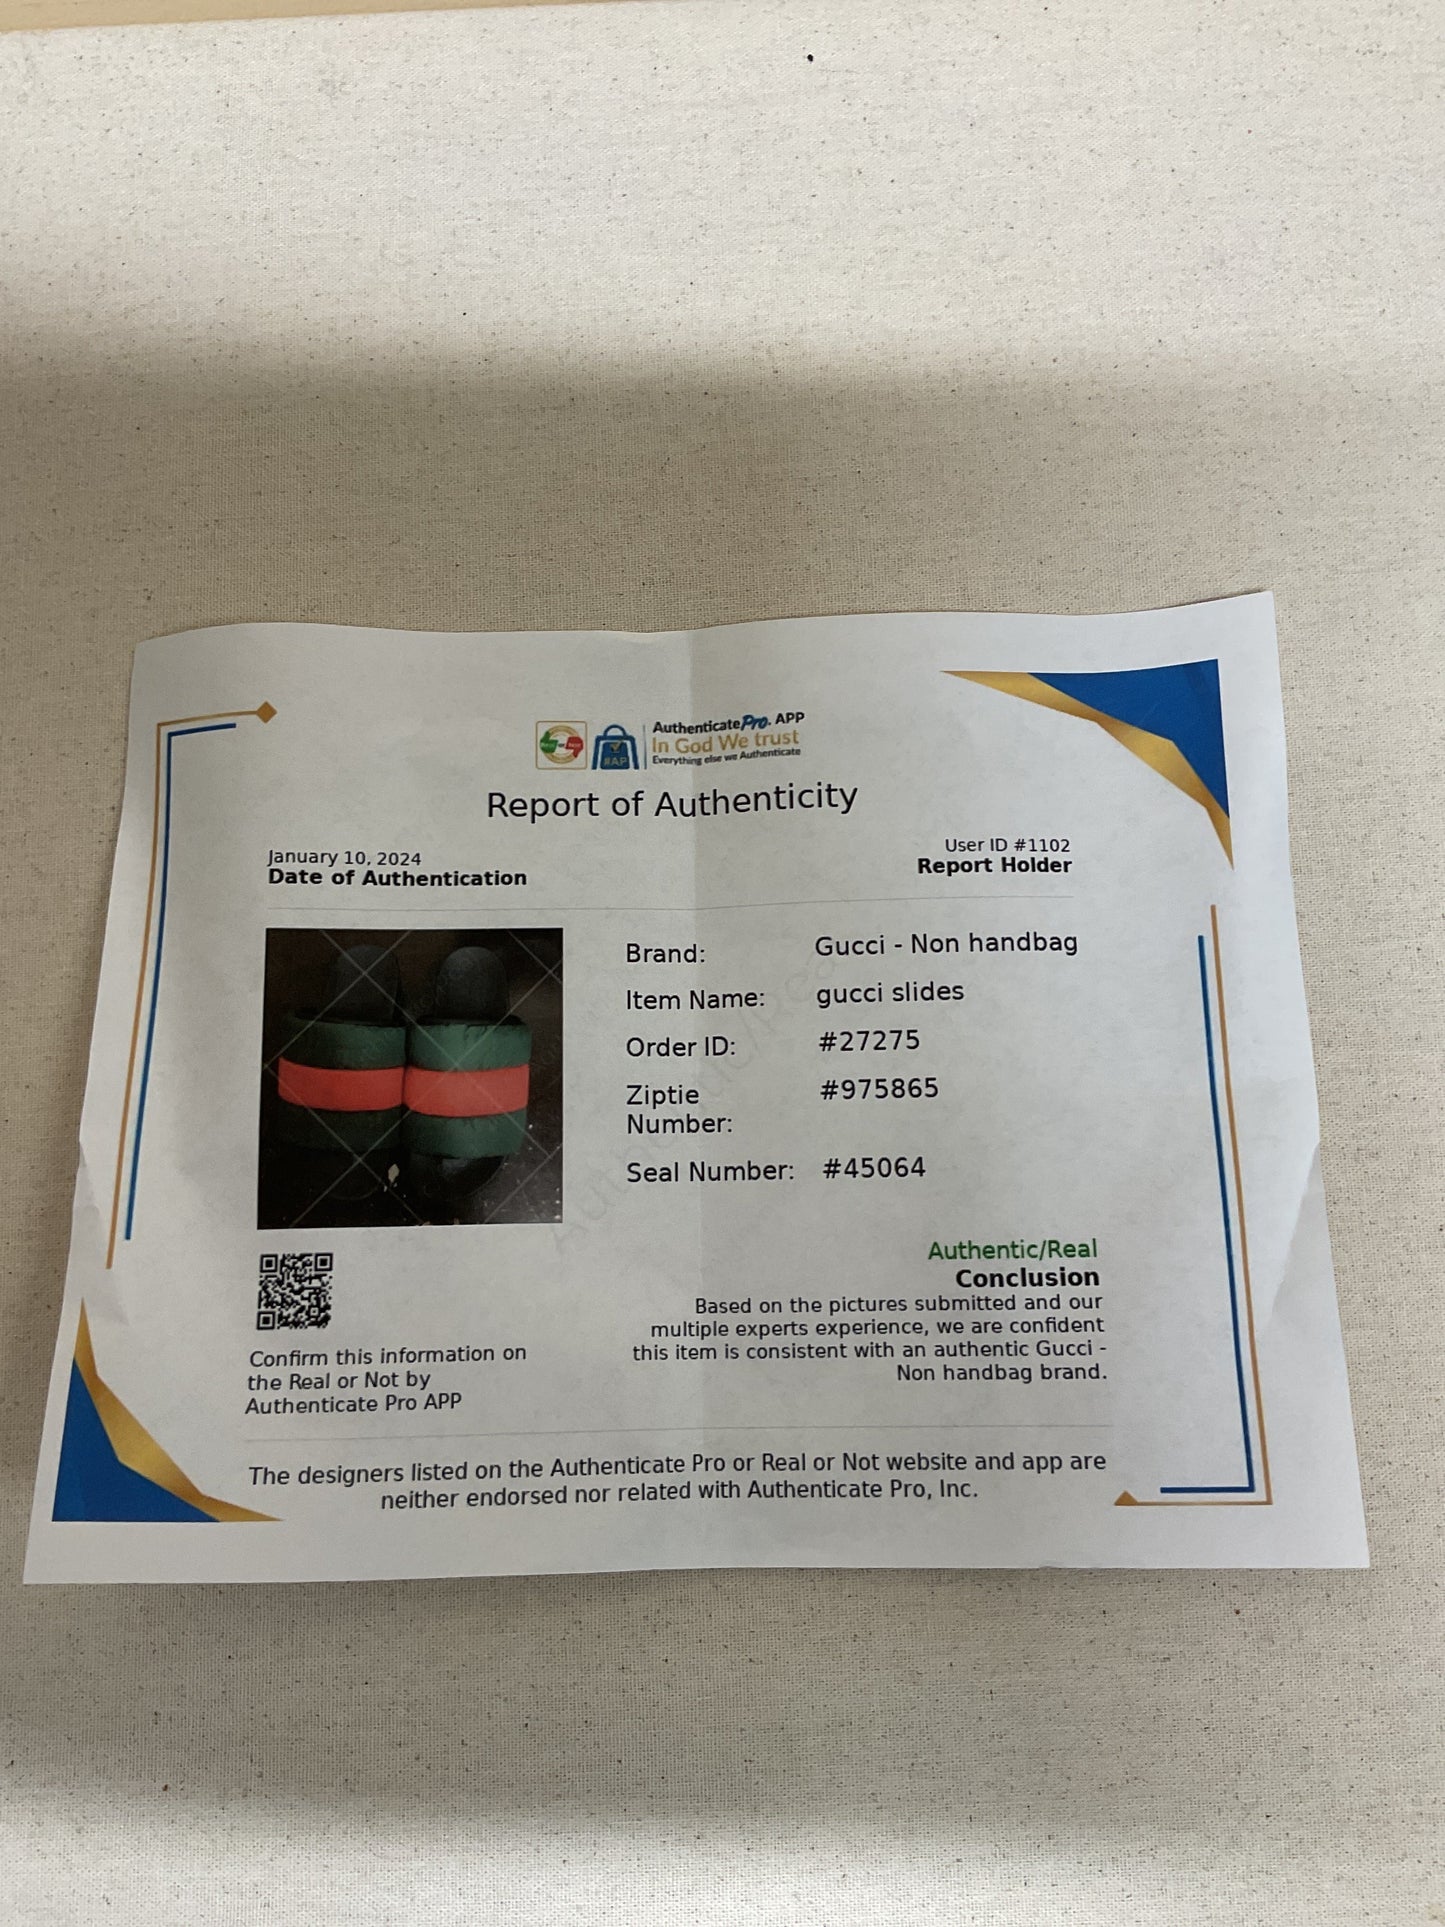 AuthenticatePro. APP
In God We trust
Everything else we Authenticate
RAP
Report of Authenticity
January 10, 2024
Date of Authentication
User ID #1102
Report Holder
Brand: Gucci - Non handbag
Item Name: gucci slides
Order ID: #27275
Ziptie #975865
Number:
Seal Number: #45064
Authentic/Real
Conclusion
Based on the pictures submitted and our
multiple experts experience, we are confident
this item is consistent with an authentic Gucci -
Non handbag brand.
Confirm this information on
the Real or Not by
Authenticate Pro APP
The designers listed on the Authenticate Pro or Real or Not website and app are
neither endorsed nor related with Authenticate Pro, Inc.